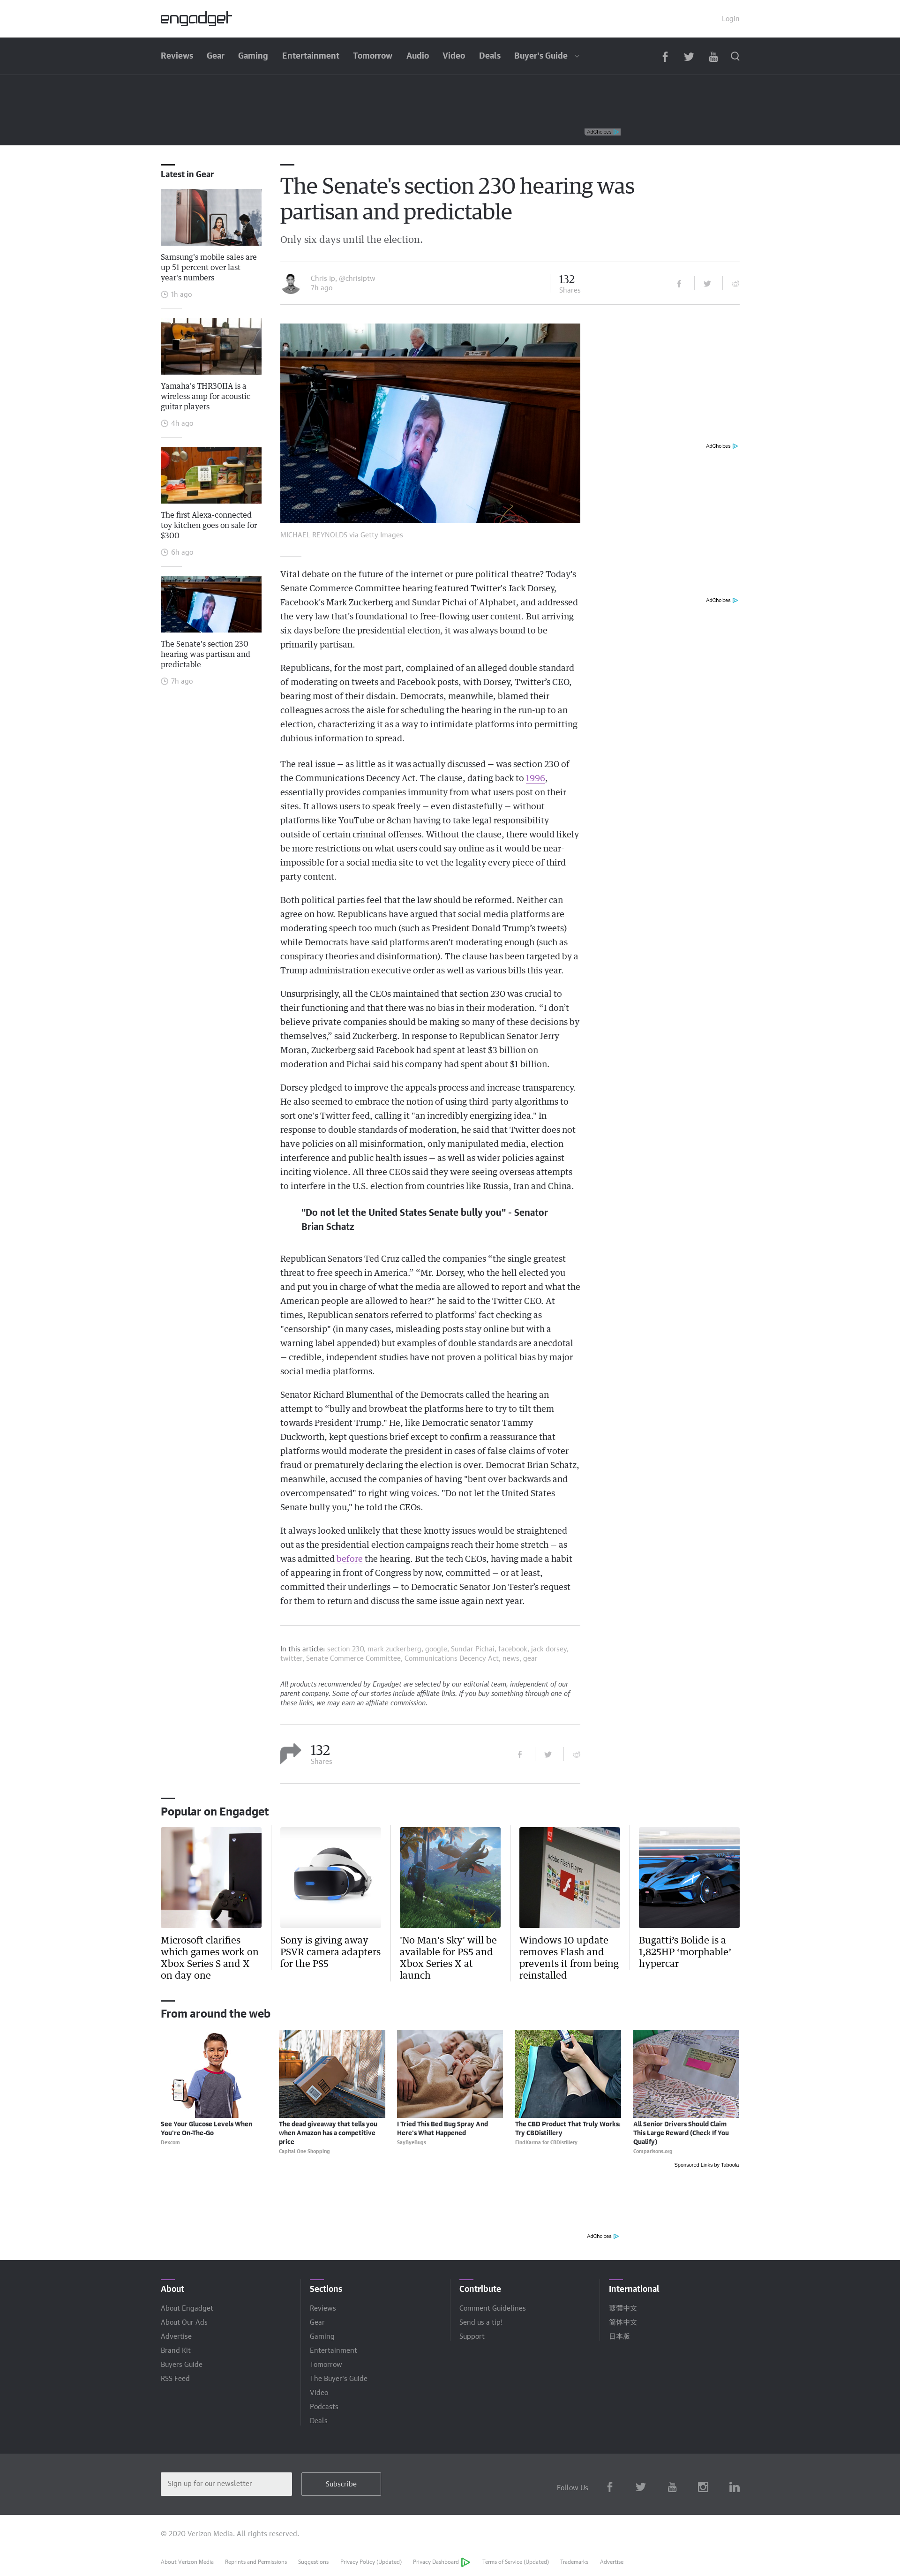 engadget
Login
Reviews Gear Gaming Entertainment Tomorrow Audio Video Deals Buyer's Guide
AdChoices
Latest in Gear
Samsung's mobile sales are
up 51 percent over last
year's numbers
1h ago
Yamaha's THR30IIA is a
wireless amp for acoustic
guitar players
4h ago
The first Alexa-connected
toy kitchen goes on sale for
$300
6h ago
The Senate's section 230
hearing was partisan and
predictable
7h ago
The Senate's section 230 hearing was
partisan and predictable
Only six days until the election.
Chris Ip, @chrisiptw
7h ago
132
Shares
MICHAEL REYNOLDS via Getty Images
AdChoices
AdChoices
Vital debate on the future of the internet or pure political theatre? Today's
Senate Commerce Committee hearing featured Twitter's Jack Dorsey,
Facebook's Mark Zuckerberg and Sundar Pichai of Alphabet, and addressed
the very law that's foundational to free-flowing user content. But arriving
six days before the presidential election, it was always bound to be
primarily partisan.
Republicans, for the most part, complained of an alleged double standard
of moderating on tweets and Facebook posts, with Dorsey, Twitter's CEO,
bearing most of their disdain. Democrats, meanwhile, blamed their
colleagues across the aisle for scheduling the hearing in the run-up to an
election, characterizing it as a way to intimidate platforms into permitting
dubious information to spread.
The real issue — as little as it was actually discussed — was section 230 of
the Communications Decency Act. The clause, dating back to 1996,
essentially provides companies immunity from what users post on their
sites. It allows users to speak freely — even distastefully — without
platforms like YouTube or 8chan having to take legal responsibility
outside of certain criminal offenses. Without the clause, there would likely
be more restrictions on what users could say online as it would be near-
impossible for a social media site to vet the legality every piece of third-
party content.
Both political parties feel that the law should be reformed. Neither can
agree on how. Republicans have argued that social media platforms are
moderating speech too much (such as President Donald Trump's tweets)
while Democrats have said platforms aren't moderating enough (such as
conspiracy theories and disinformation). The clause has been targeted by a
Trump administration executive order as well as various bills this year.
Unsurprisingly, all the CEOs maintained that section 230 was crucial to
their functioning and that there was no bias in their moderation. “I don’t
believe private companies should be making so many of these decisions by
themselves,” said Zuckerberg. In response to Republican Senator Jerry
Moran, Zuckerberg said Facebook had spent at least $3 billion on
moderation and Pichai said his company had spent about $1 billion.
Dorsey pledged to improve the appeals process and increase transparency.
He also seemed to embrace the notion of using third-party algorithms to
sort one's Twitter feed, calling it "an incredibly energizing idea." In
response to double standards of moderation, he said that Twitter does not
have policies on all misinformation, only manipulated media, election
interference and public health issues — as well as wider policies against
inciting violence. All three CEOs said they were seeing overseas attempts
to interfere in the U.S. election from countries like Russia, Iran and China.
"Do not let the United States Senate bully you" - Senator
Brian Schatz
Republican Senators Ted Cruz called the companies “the single greatest
threat to free speech in America.” “Mr. Dorsey, who the hell elected you
and put you in charge of what the media are allowed to report and what the
American people are allowed to hear?" he said to the Twitter CEO. At
times, Republican senators referred to platforms’ fact checking as
"censorship" (in many cases, misleading posts stay online but with a
warning label appended) but examples of double standards are anecdotal
— credible, independent studies have not proven a political bias by major
social media platforms.
Senator Richard Blumenthal of the Democrats called the hearing an
attempt to “bully and browbeat the platforms here to try to tilt them
towards President Trump." He, like Democratic senator Tammy
Duckworth, kept questions brief except to confirm a reassurance that
platforms would moderate the president in cases of false claims of voter
fraud or prematurely declaring the election is over. Democrat Brian Schatz,
meanwhile, accused the companies of having "bent over backwards and
overcompensated" to right wing voices. "Do not let the United States
Senate bully you," he told the CEOs.
It always looked unlikely that these knotty issues would be straightened
out as the presidential election campaigns reach their home stretch — as
was admitted before the hearing. But the tech CEOs, having made a habit
of appearing in front of Congress by now, committed — or at least,
committed their underlings — to Democratic Senator Jon Tester’s request
for them to return and discuss the same issue again next year.
In this article: section 230, mark zuckerberg, google, Sundar Pichai, facebook, jack dorsey,
twitter, Senate Commerce Committee, Communications Decency Act, news, gear
All products recommended by Engadget are selected by our editorial team, independent of our
parent company. Some of our stories include affiliate links. If you buy something through one of
these links, we may earn an affiliate commission.
132
Shares
Popular on Engadget
Adobe Flash Player
Microsoft clarifies
which games work on
Xbox Series S and X
on day one
Sony is giving away
PSVR camera adapters
for the PS5
'No Man's Sky' will be
available for PS5 and
Xbox Series X at
launch
Windows 10 update
removes Flash and
prevents it from being
reinstalled
Bugatti’s Bolide is a
1,825HP ‘morphable’
hypercar
From around the web
See Your Glucose Levels When
You're On-The-Go
Dexcom
The dead giveaway that tells you
when Amazon has a competitive
price
Capital One Shopping
I Tried This Bed Bug Spray And
Here's What Happened
SayByeBugs
The CBD Product That Truly Works:
Try CBDistillery
FindKarma for CBDistillery
All Senior Drivers Should Claim
This Large Reward (Check If You
Qualify)
Comparisons.org
Sponsored Links by Taboola
AdChoices
About
About Engadget
About Our Ads
Advertise
Brand Kit
Buyers Guide
RSS Feed
Sections
Reviews
Gear
Gaming
Entertainment
Tomorrow
The Buyer's Guide
Video
Podcasts
Deals
Contribute
Comment Guidelines
Send us a tip!
Support
International
繁體中文
简体中文
日本版
Sign up for our newsletter
Subscribe
Follow Us
© 2020 Verizon Media. All rights reserved.
About Verizon Media Reprints and Permissions Suggestions Privacy Policy (Updated) Privacy Dashboard Terms of Service (Updated) Trademarks Advertise